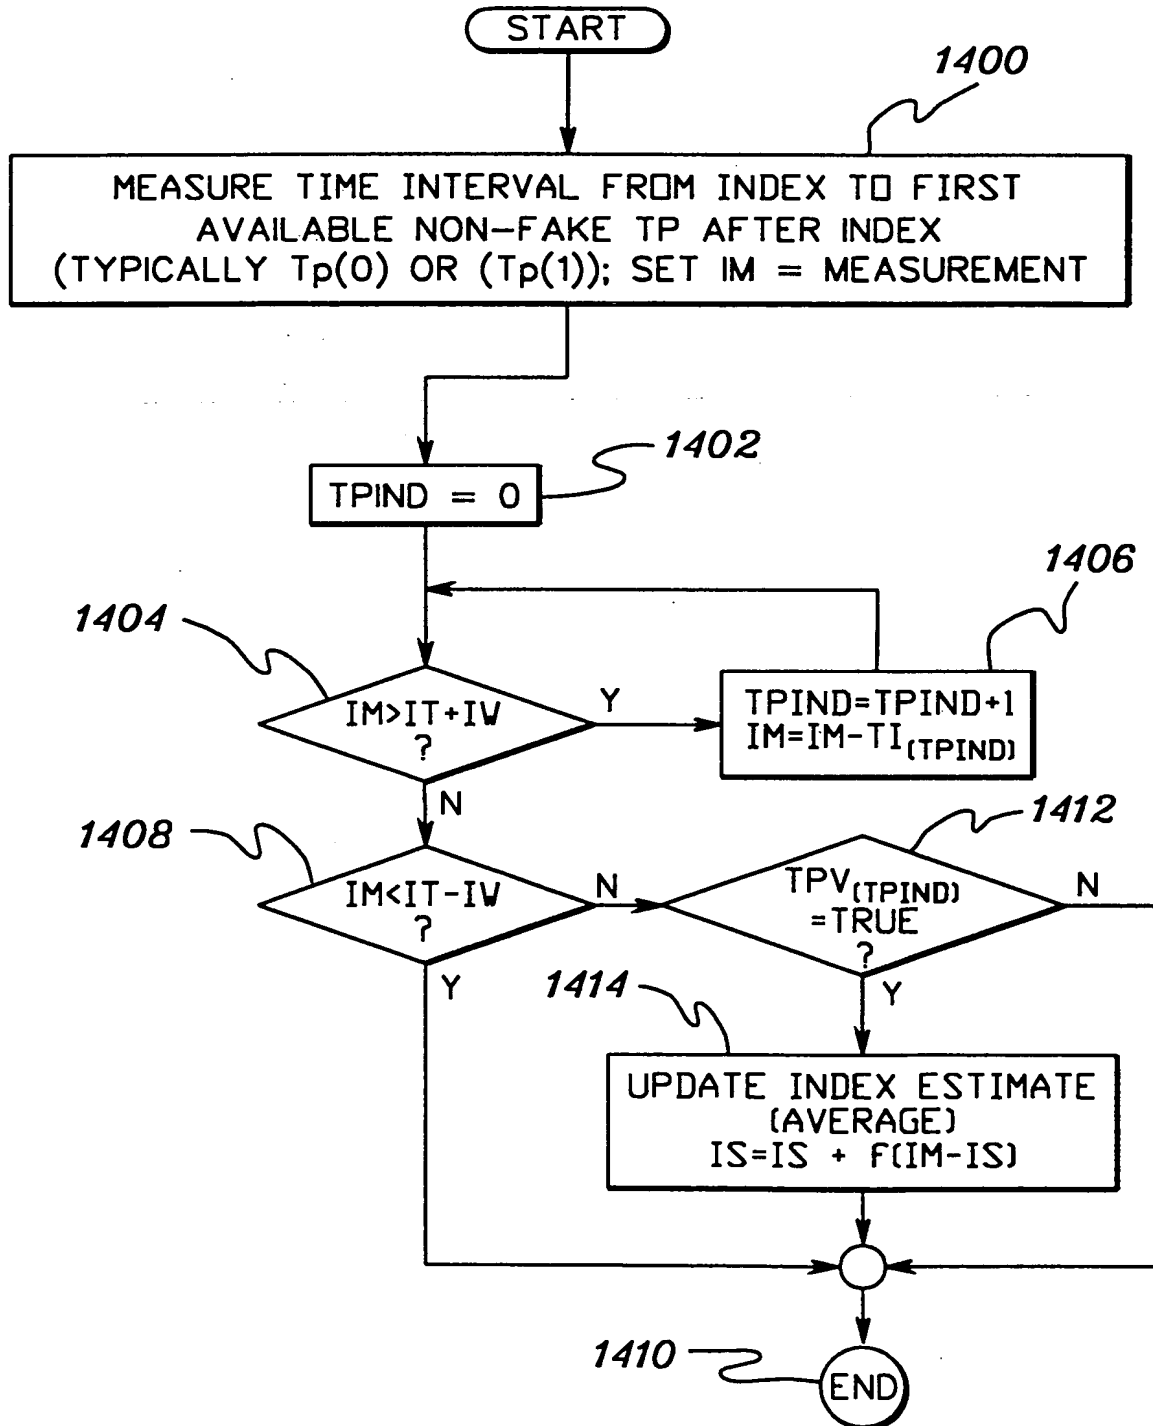 START
1400
MEASURE TIME INTERVAL FROM INDEX TO FIRST
AVAILABLE NON-FAKE TP AFTER INDEX
(TYPICALLY Tp(0) OR (Tp(1)); SET IM = MEASUREMENT
1402
TPIND = 0
1406
1404
IM>IT+IW
?
Y
TPIND=TPIND+1
IM=IM-TI(TPIND)
N
1408
1412
IM<IT-IW
?
N
TPV(TPIND)
=TRUE
?
N
Y
Y
1414
UPDATE INDEX ESTIMATE
(AVERAGE)
IS=IS + f(IM-IS)
1410
END